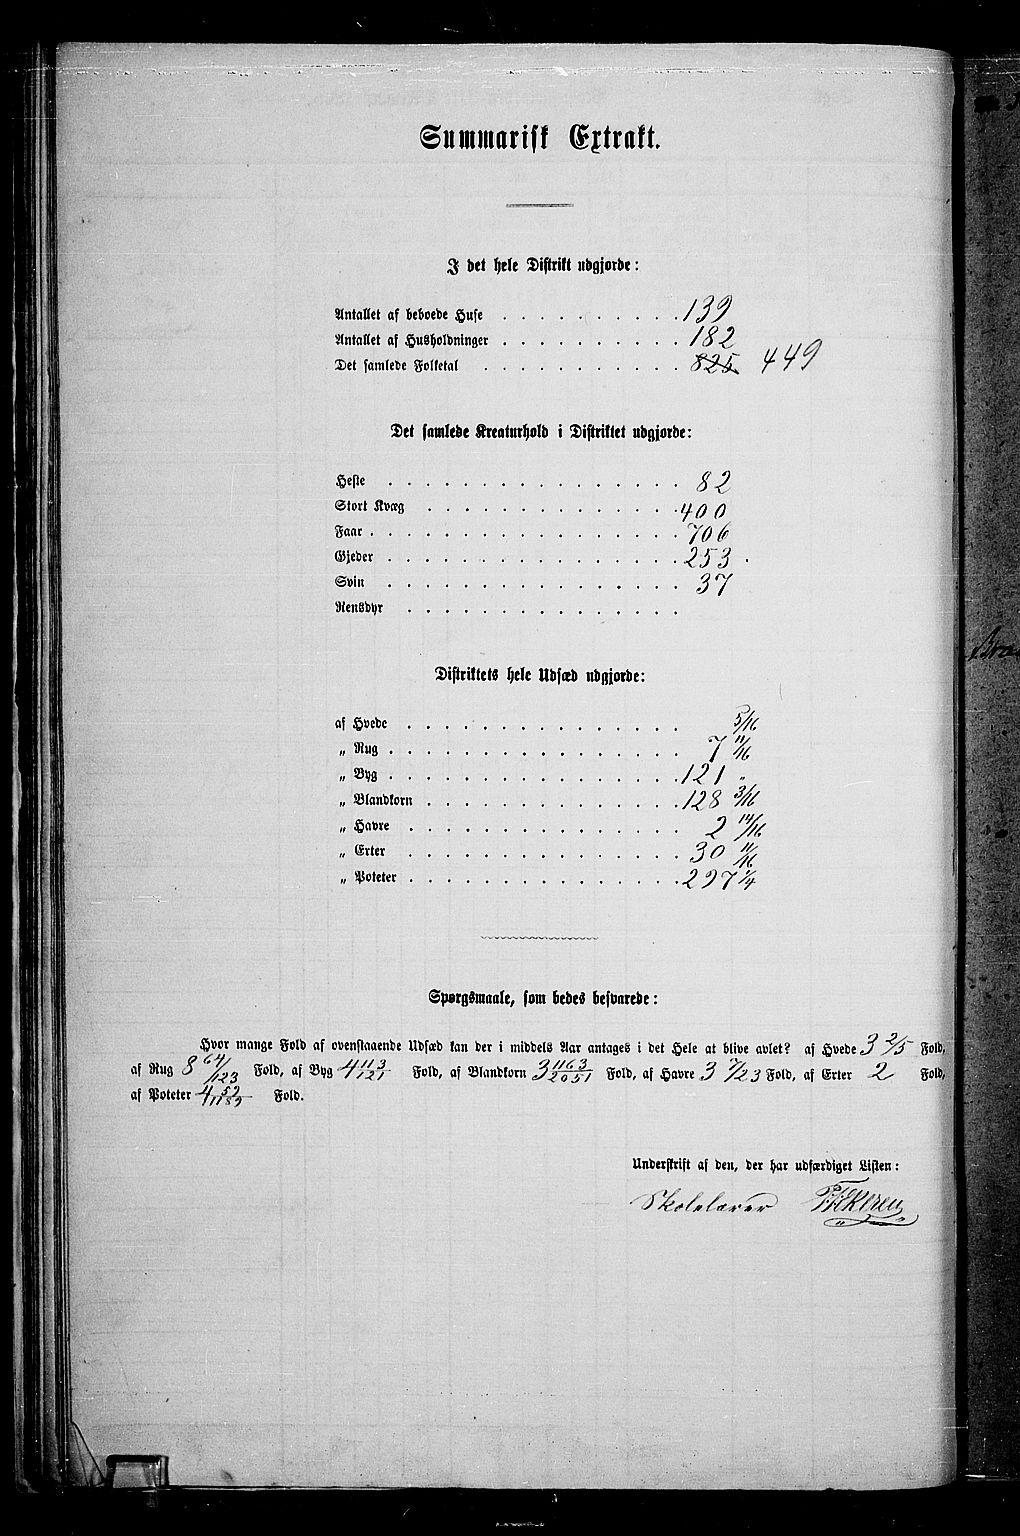 Summarisk Extrakt.
I det hele Distrikt udgjorde:
Antallet af beboede Huse . . . . . . . . . . 139
Antallet af Husholdninger . . . . . . . . . . 182
Det samlede Folketal . . . . . . . . . . . 825 449
Det samlede Kreaturhold i Distriktet udgjorde:
Heste . . . . . . . . . . . . . . . . 82
Stort Kvæg . . . . . . . . . . . . . . 400
Faar . . . . . . . . . . . . . . . . . 706
Gjeder . . . . . . . . . . . . . . . . 253
Svin . . . . . . . . . . . . . . . . 37
Rensdyr . . . . . . . . . . . . . . .
Distriktets hele Udsæd udgjorde:
af Hvede . . . . . . . . . . . . . . . 5/16
„ Rug . . . . . . . . . . . . . . . . 7 11/16
„ Byg . . . . . . . . . . . . . . . . 121 "
„ Blandkorn . . . . . . . . . . . . . . 128 3/16
„ Havre . . . . . . . . . . . . . . . 2 14/16
„ Erter . . . . . . . . . . . . . . . 30 11/16
„ Poteter . . . . . . . . . . . . . . . 297 1/4
Spørgsmaale, som bedes besvarede:
Hvor mange Fold af ovenstaaende Udsæd kan der i middels Aar antages i det Hele at blive avlet? af Hvede 3 2/5 Fold,
af Rug 8 64/123 Fold, af Byg 4 113/121 Fold, af Blandkorn 3 1163/2051 Fold, af Havre 3 7/23 Fold, af Erter 2 Fold,
af Poteter 4 52/1189 Fold.
Underskrift af den, der har udfærdiget Listen:
Skolelærer